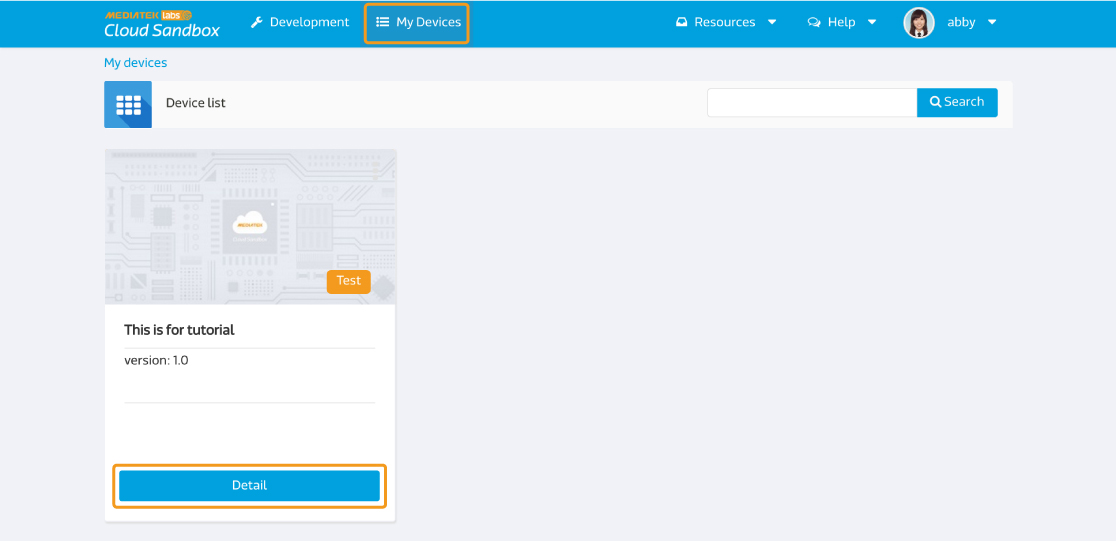 MEDIATEK labs
Cloud Sandbox
Development
My Devices
Resources
Help
abby
My devices
Device list
Search
MEDIATEK
Cloud Sandbox
Test
This is for tutorial
version: 1.0
Detail